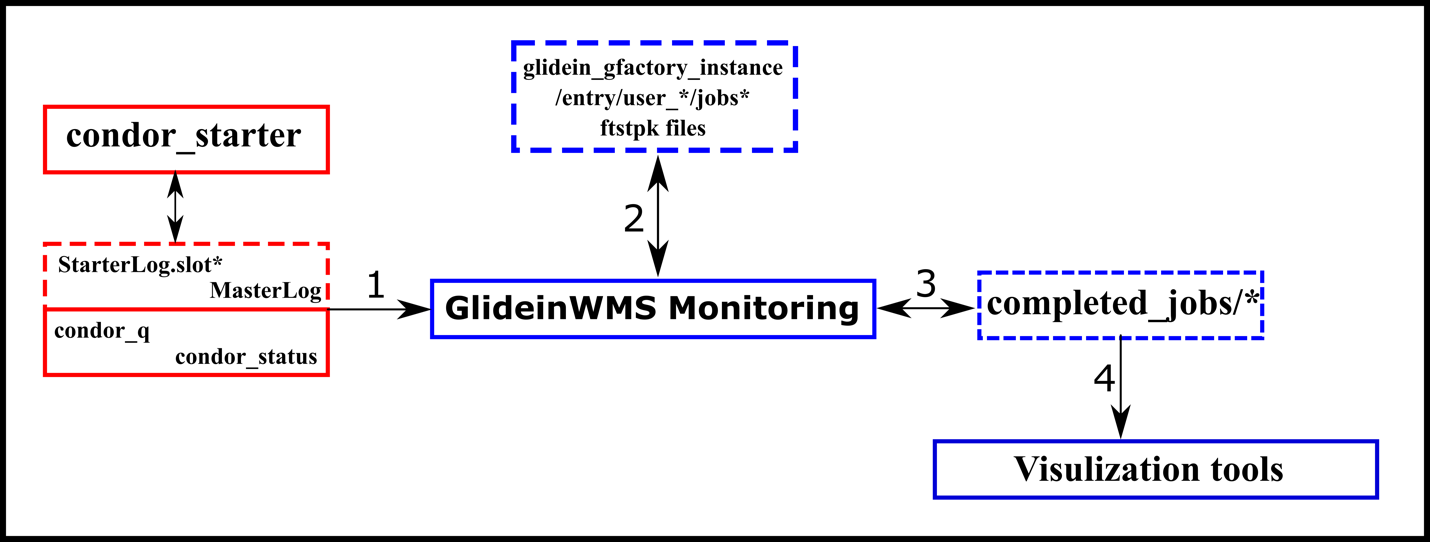 glidein_gfactory_instance
/entry/user_*/jobs*
ftstpk files
condor_starter
2
StarterLog.slot*
MasterLog
1
GlideinWMS Monitoring
3
completed_jobs/*
condor_q
condor_status
4
Visulization tools